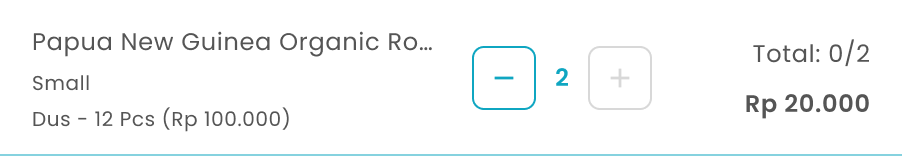 Papua New Guinea Organic Ro...
Small
Dus - 12 Pcs (Rp 100.000)
2
Total: 0/2
Rp 20.000